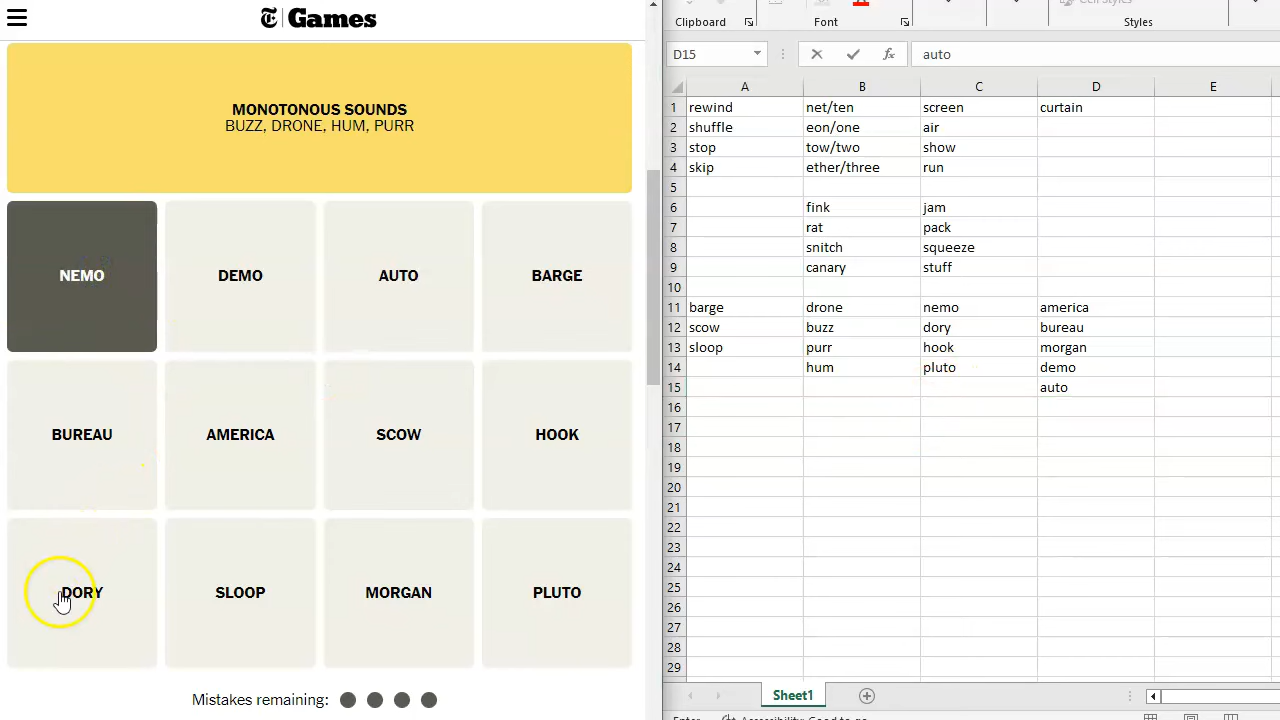 Games
MONOTONOUS SOUNDS
BUZZ, DRONE, HUM, PURR
NEMO DEMO AUTO BARGE
BUREAU AMERICA SCOW HOOK
DORY SLOOP MORGAN PLUTO
Mistakes remaining:
Clipboard Font Styles
D15 fx auto
A B C D E
1 rewind net/ten screen curtain
2 shuffle eon/one air
3 stop tow/two show
4 skip ether/three run
5
6 fink jam
7 rat pack
8 snitch squeeze
9 canary stuff
10
11 barge drone nemo america
12 scow buzz dory bureau
13 sloop purr hook morgan
14 hum pluto demo
15 auto
16
17
18
19
20
21
22
23
24
25
26
27
28
29
Sheet1